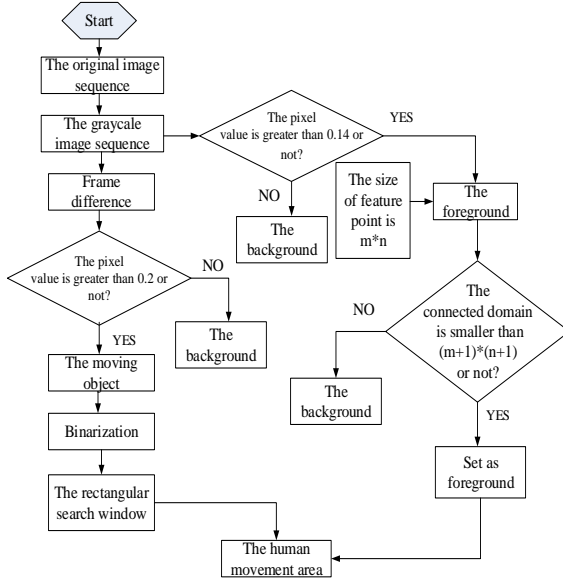 Start
The original image
sequence
The graycale
image sequence
The pixel
value is greater than 0.14 or
not?
YES
NO
The
background
The size
of feature
point is
m*n
The
foreground
Frame
difference
The pixel
value is greater than 0.2 or
not?
NO
The
background
YES
The moving
object
Binarization
The rectangular
search window
The
connected domain
is smaller than
(m+1)*(n+1)
or not?
NO
The
background
YES
Set as
foreground
The human
movement area